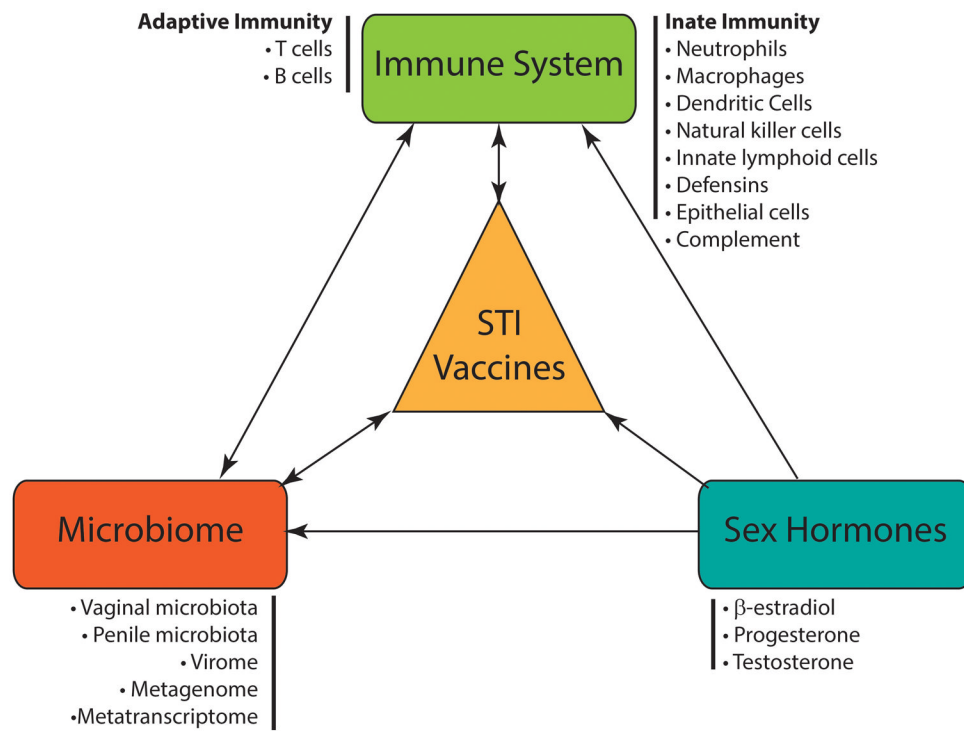 Adaptive Immunity
• T cells
• B cells
Immune System
Inate Immunity
• Neutrophils
• Macrophages
• Dendritic Cells
• Natural killer cells
• Innate lymphoid cells
• Defensins
• Epithelial cells
• Complement
STI
Vaccines
Microbiome
• Vaginal microbiota
• Penile microbiota
• Virome
• Metagenome
•Metatranscriptome
Sex Hormones
• β-estradiol
• Progesterone
• Testosterone